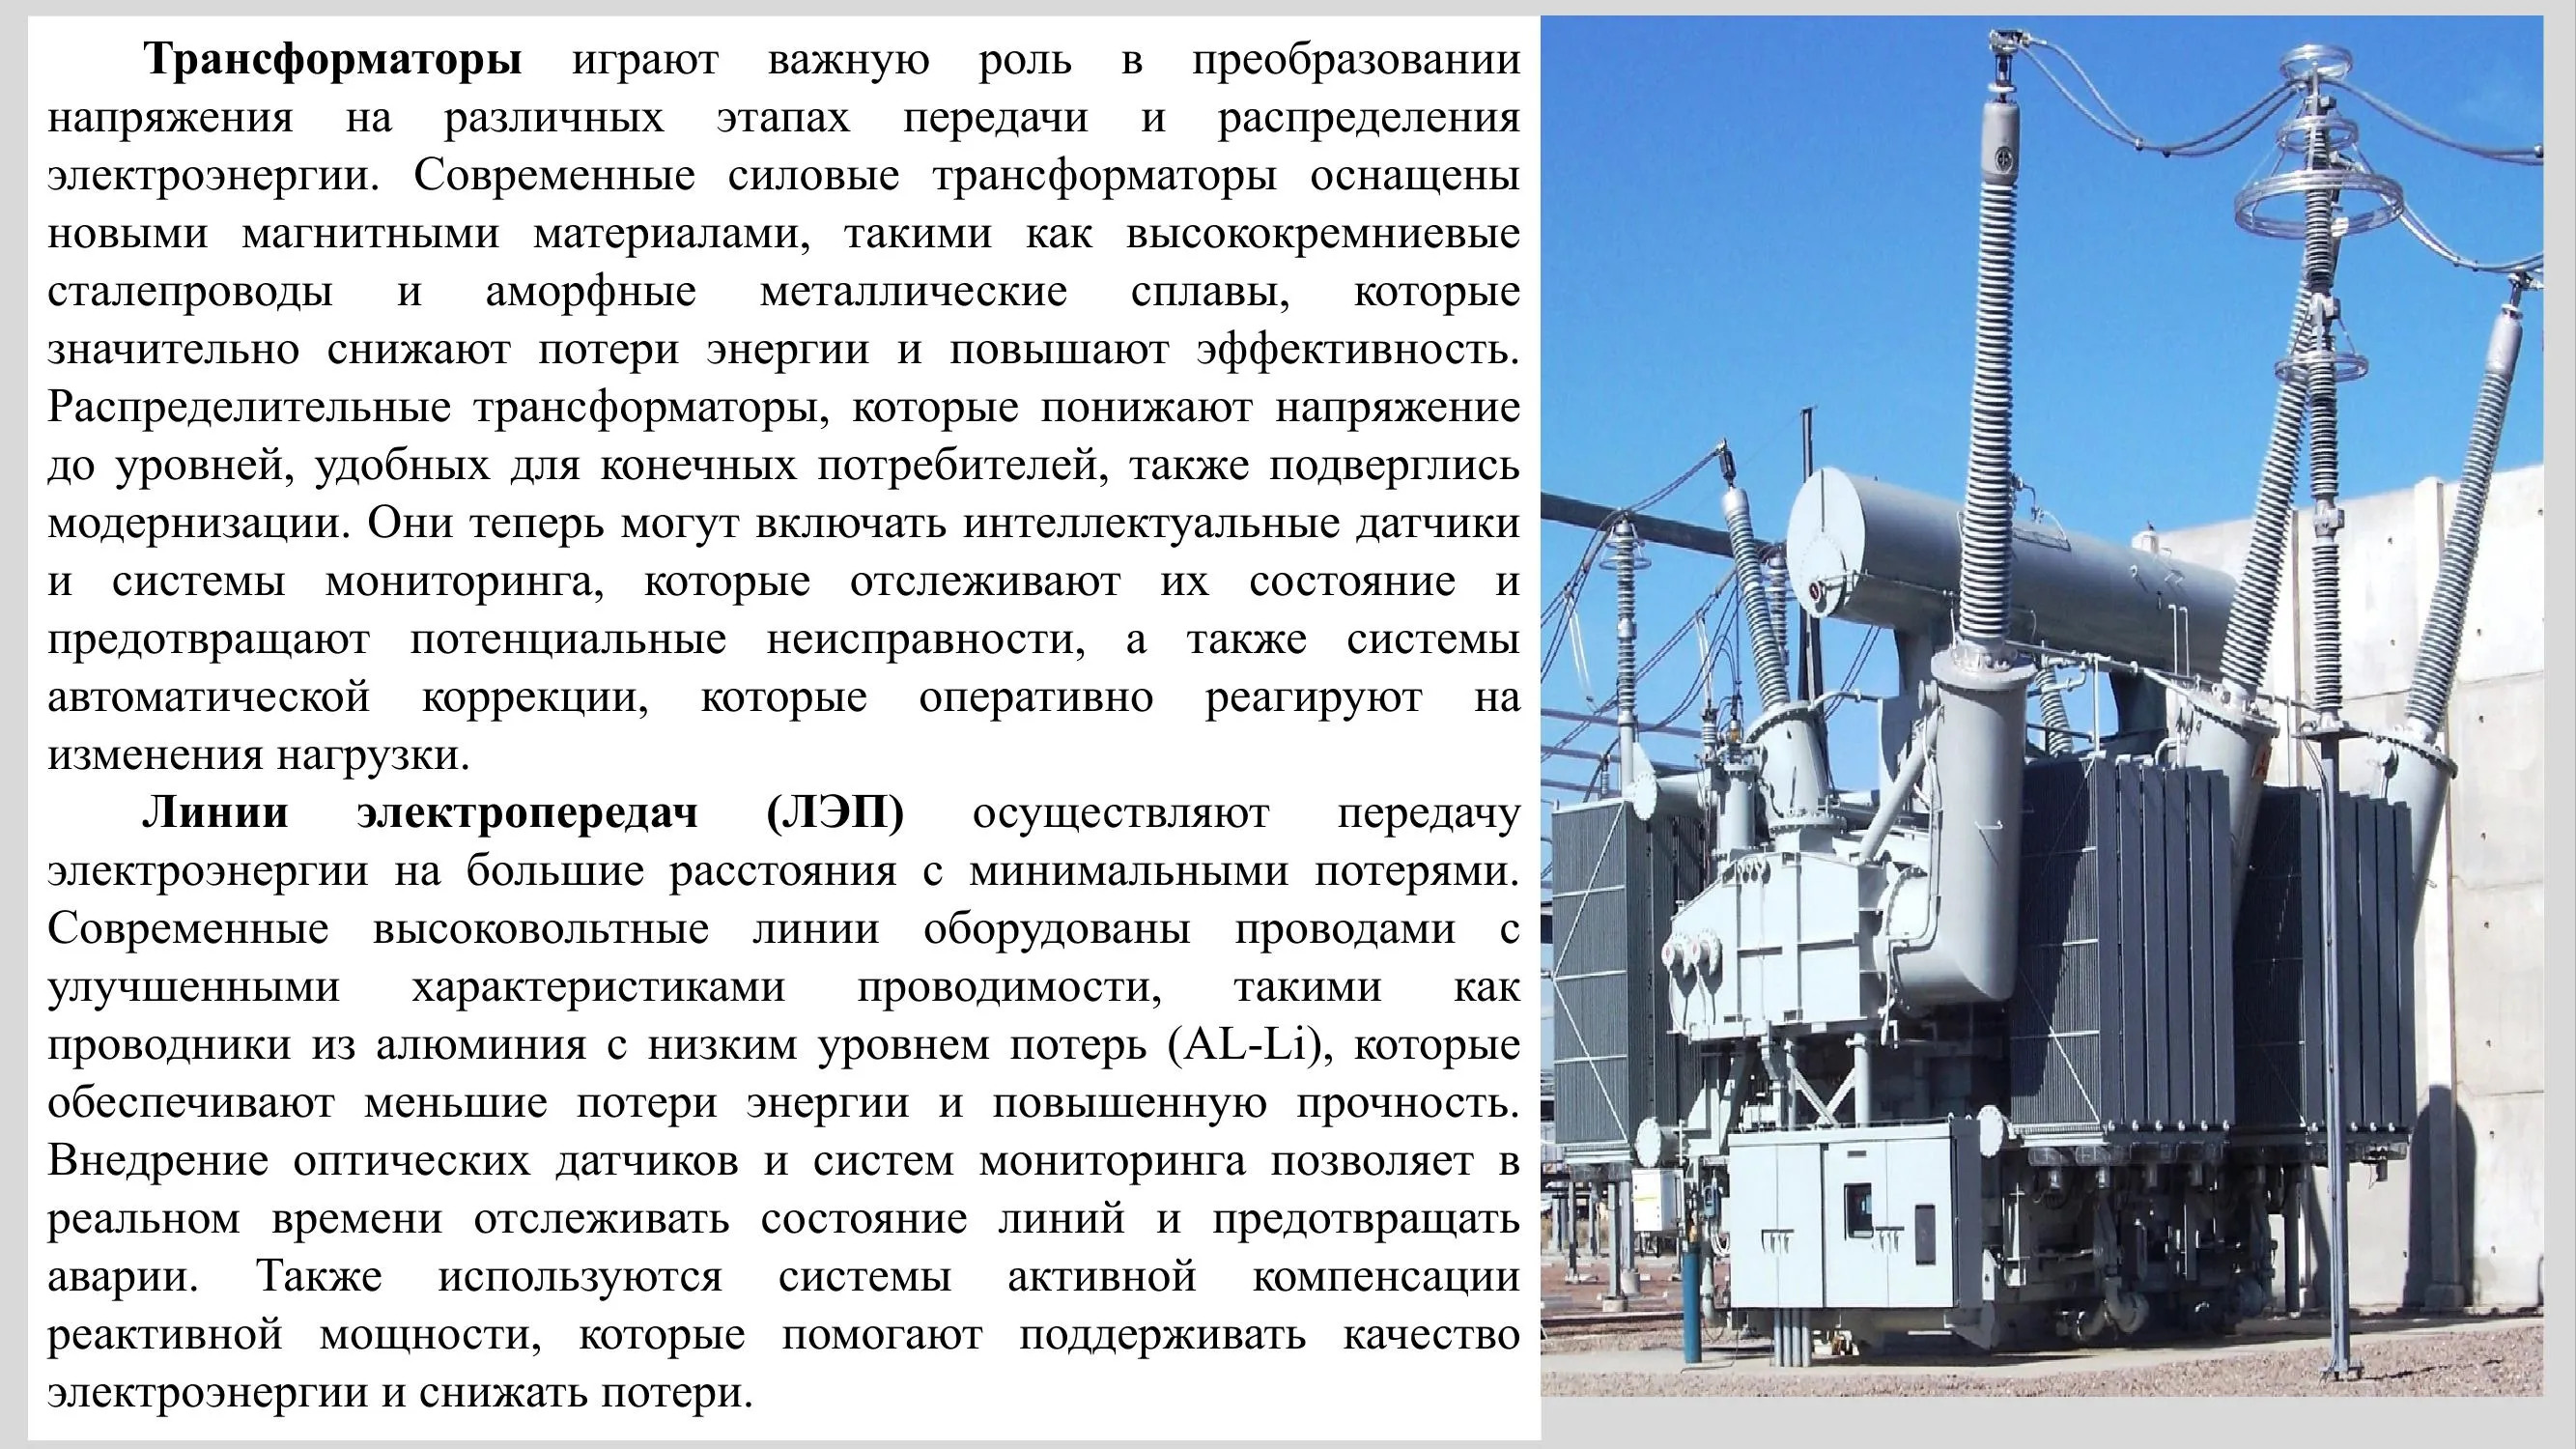 Трансформаторы играют важную роль в преобразовании
напряжения на различных этапах передачи и распределения
электроэнергии. Современные силовые трансформаторы оснащены
новыми магнитными материалами, такими как высококремниевые
сталепроводы и аморфные металлические сплавы, которые
значительно снижают потери энергии и повышают эффективность.
Распределительные трансформаторы, которые понижают напряжение
до уровней, удобных для конечных потребителей, также подверглись
модернизации. Они теперь могут включать интеллектуальные датчики
и системы мониторинга, которые отслеживают их состояние и
предотвращают потенциальные неисправности, а также системы
автоматической коррекции, которые оперативно реагируют на
изменения нагрузки.
Линии электропередач (ЛЭП) осуществляют передачу
электроэнергии на большие расстояния с минимальными потерями.
Современные высоковольтные линии оборудованы проводами с
улучшенными характеристиками проводимости, такими как
проводники из алюминия с низким уровнем потерь (AL-Li), которые
обеспечивают меньшие потери энергии и повышенную прочность.
Внедрение оптических датчиков и систем мониторинга позволяет в
реальном времени отслеживать состояние линий и предотвращать
аварии. Также используются системы активной компенсации
реактивной мощности, которые помогают поддерживать качество
электроэнергии и снижать потери.